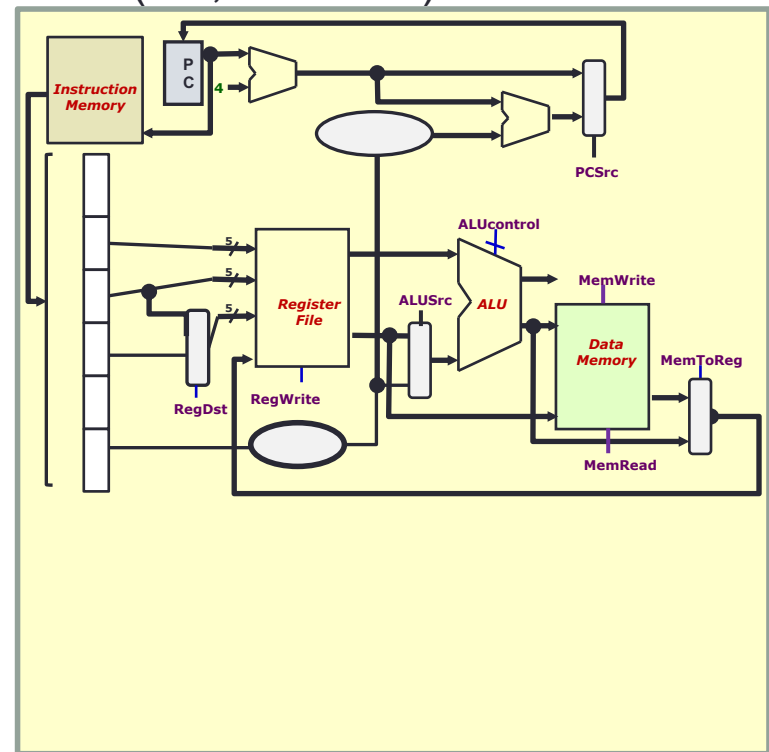 P
C
Instruction
Memory
4
PCSrc
ALUcontrol
5
5
5
MemWrite
Register
File
ALUSrc
ALU
Data
Memory
MemToReg
RegDst
RegWrite
MemRead